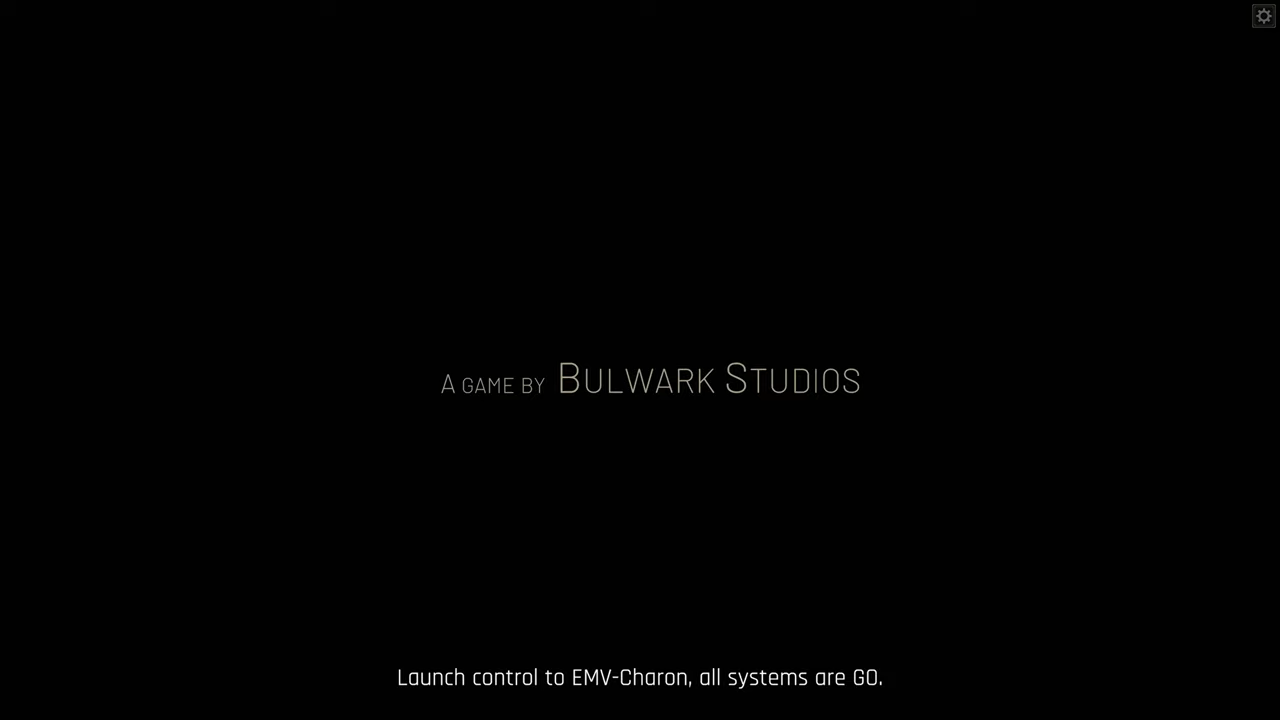 A GAME BY BULWARK STUDIOS
Launch control to EMV-Charon, all systems are GO.